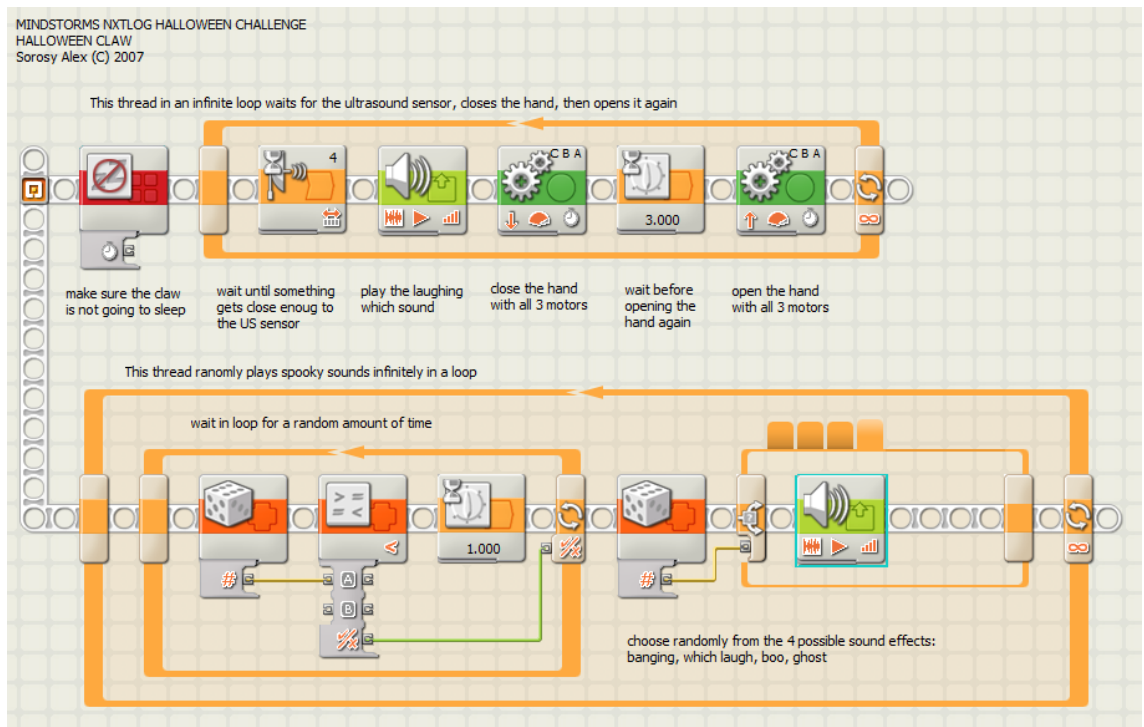 MINDSTORMS NXTLOG HALLOWEEN CHALLENGE
HALLOWEEN CLAW
Sorosy Alex (C) 2007
This thread in an infinite loop waits for the ultrasound sensor, closes the hand, then opens it again
4
C B A
C B A
3.000
make sure the claw
is not going to sleep
wait until something
gets close enoug to
the US sensor
play the laughing
which sound
close the hand
with all 3 motors
wait before
opening the
hand again
open the hand
with all 3 motors
This thread ranomly plays spooky sounds infinitely in a loop
wait in loop for a random amount of time
> =
= <
<
1.000
#
A
#
B
choose randomly from the 4 possible sound effects:
banging, which laugh, boo, ghost